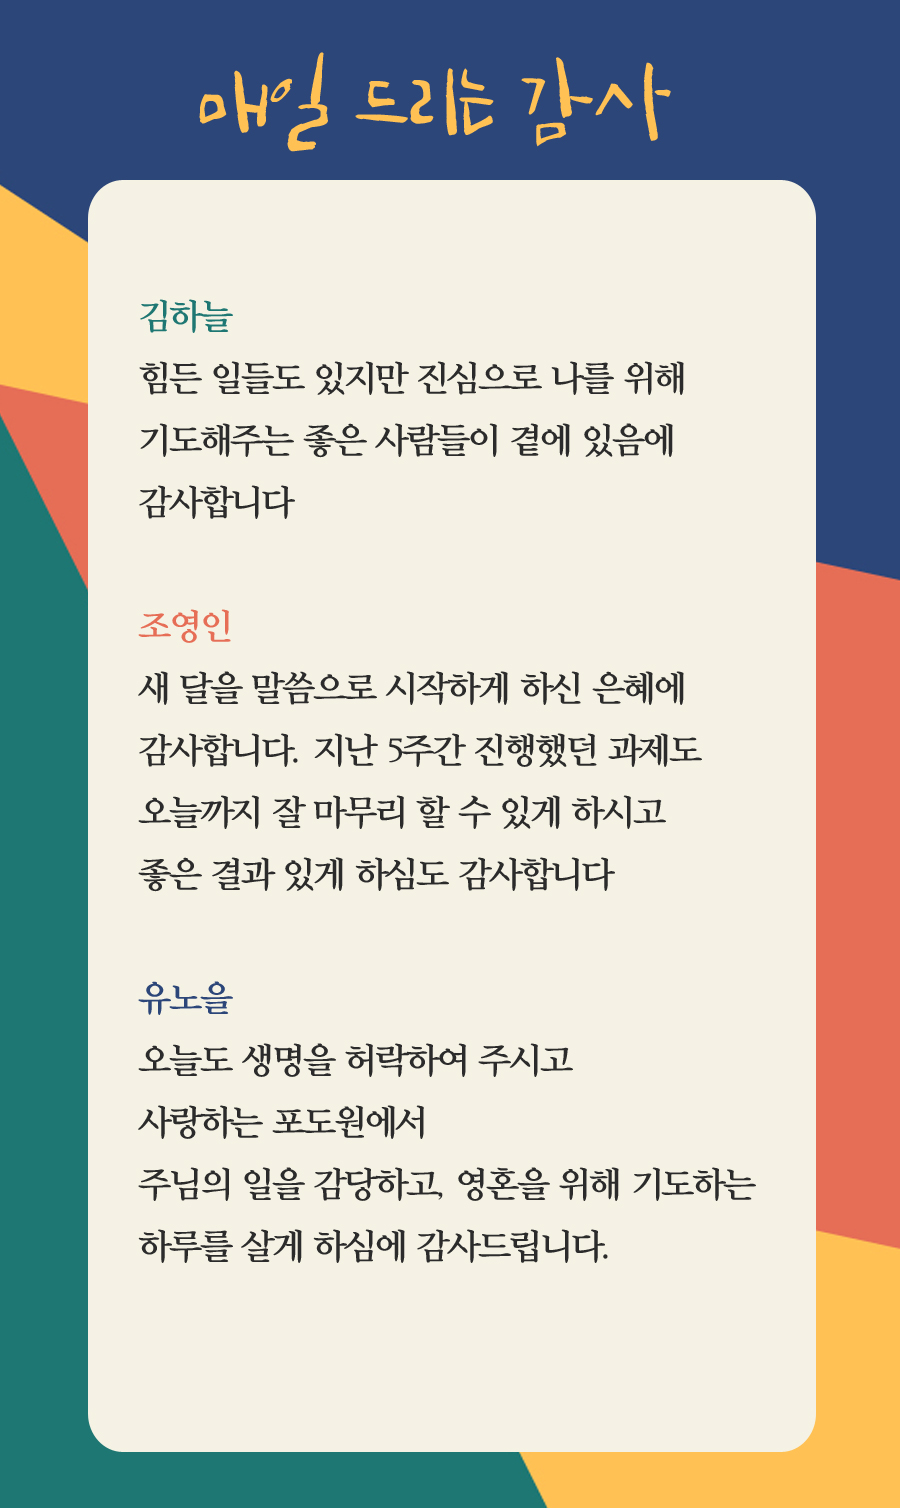 매일 드리는 감사
김하늘
힘든 일들도 있지만 진심으로 나를 위해
기도해주는 좋은 사람들이 곁에 있음에
감사합니다
조영인
새 달을 말씀으로 시작하게 하신 은혜에
감사합니다. 지난 5주간 진행했던 과제도
오늘까지 잘 마무리 할 수 있게 하시고
좋은 결과 있게 하심도 감사합니다
유노을
오늘도 생명을 허락하여 주시고
사랑하는 포도원에서
주님의 일을 감당하고, 영혼을 위해 기도하는
하루를 살게 하심에 감사드립니다.